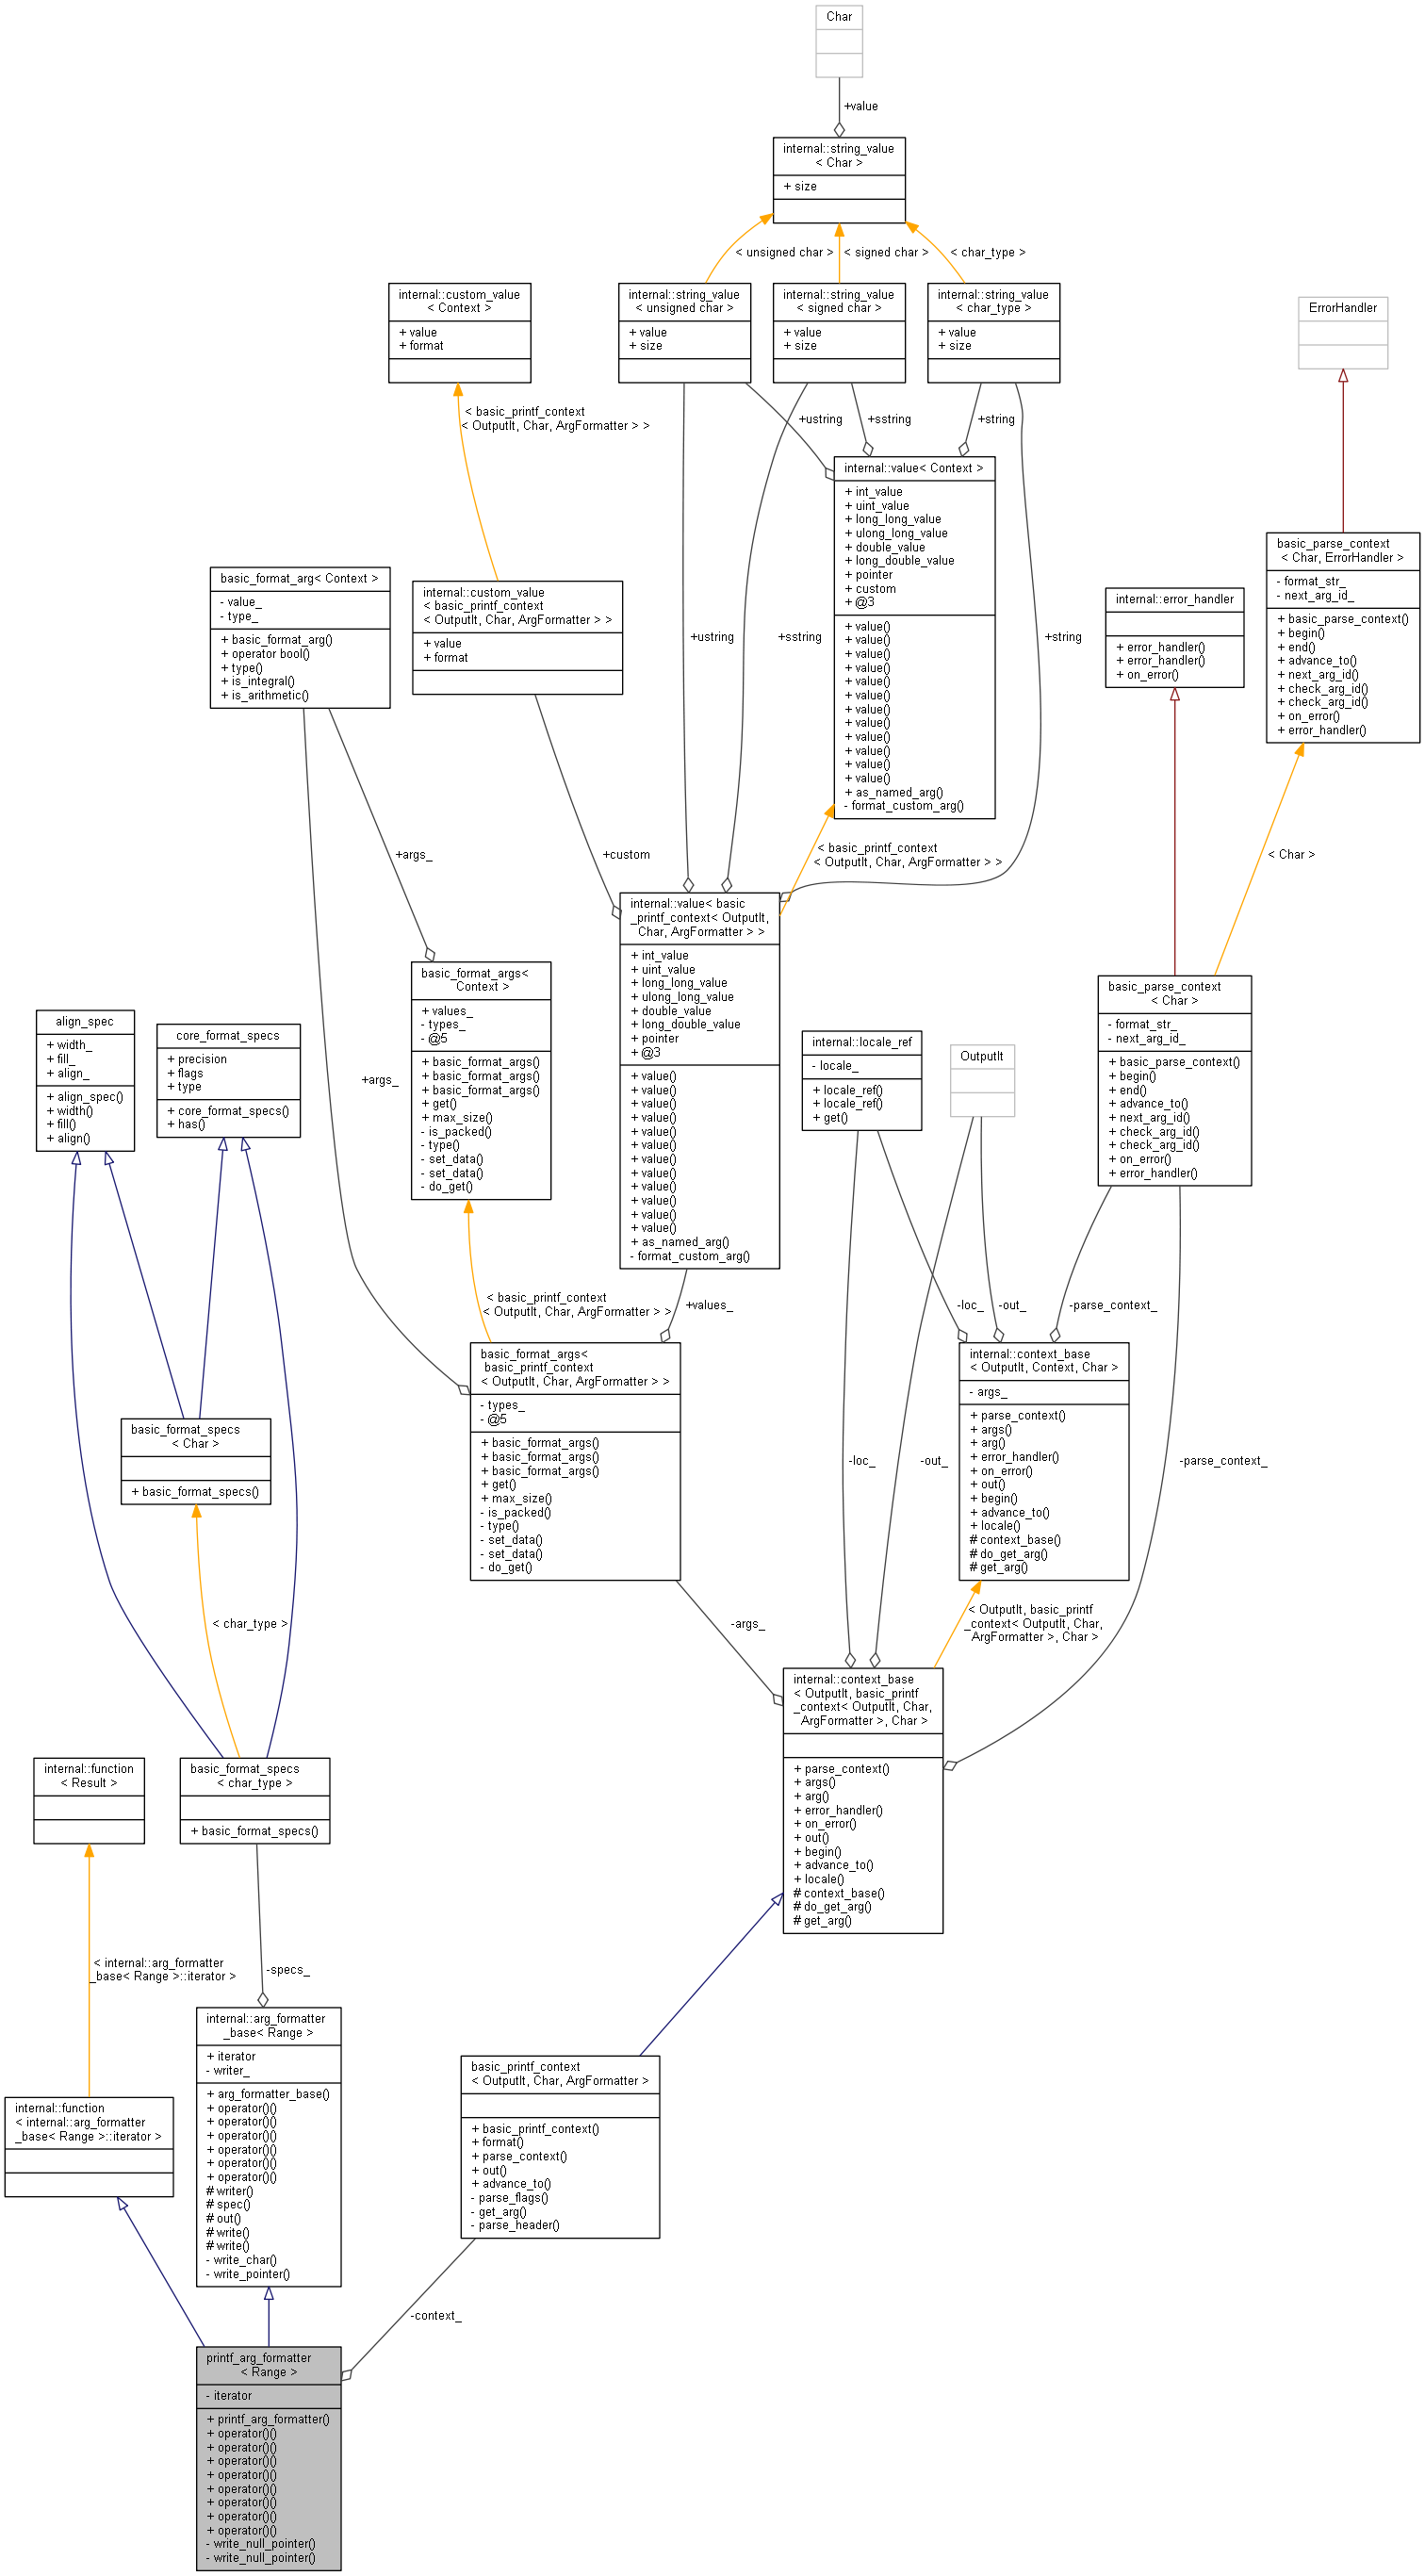 Char
+value
internal::string_value
< Char >
+ size
< unsigned char >
< signed char >
< char_type >
internal::custom_value
< Context >
+ value
+ format
internal::string_value
< unsigned char >
+ value
+ size
internal::string_value
< signed char >
+ value
+ size
internal::string_value
< char_type >
+ value
+ size
ErrorHandler
< basic_printf_context
< OutputIt, Char, ArgFormatter > >
+ustring
+sstring
+string
internal::value< Context >
+ int_value
+ uint_value
+ long_long_value
+ ulong_long_value
+ double_value
+ long_double_value
+ pointer
+ custom
+ @3
+ value()
+ value()
+ value()
+ value()
+ value()
+ value()
+ value()
+ value()
+ value()
+ value()
+ value()
+ value()
+ as_named_arg()
- format_custom_arg()
basic_parse_context
< Char, ErrorHandler >
- format_str_
- next_arg_id_
+ basic_parse_context()
+ begin()
+ end()
+ advance_to()
+ next_arg_id()
+ check_arg_id()
+ check_arg_id()
+ on_error()
+ error_handler()
basic_format_arg< Context >
- value_
- type_
+ basic_format_arg()
+ operator bool()
+ type()
+ is_integral()
+ is_arithmetic()
internal::custom_value
< basic_printf_context
< OutputIt, Char, ArgFormatter > >
+ value
+ format
internal::error_handler
+ error_handler()
+ error_handler()
+ on_error()
+ustring
+sstring
+string
+args_
+custom
< basic_printf_context
< OutputIt, Char, ArgFormatter > >
< Char >
internal::value< basic
_printf_context< OutputIt,
Char, ArgFormatter > >
+ int_value
+ uint_value
+ long_long_value
+ ulong_long_value
+ double_value
+ long_double_value
+ pointer
+ @3
+ value()
+ value()
+ value()
+ value()
+ value()
+ value()
+ value()
+ value()
+ value()
+ value()
+ value()
+ value()
+ as_named_arg()
- format_custom_arg()
basic_format_args<
Context >
+ values_
- types_
- @5
+ basic_format_args()
+ basic_format_args()
+ basic_format_args()
+ get()
+ max_size()
- is_packed()
- type()
- set_data()
- set_data()
- do_get()
basic_parse_context
< Char >
- format_str_
- next_arg_id_
+ basic_parse_context()
+ begin()
+ end()
+ advance_to()
+ next_arg_id()
+ check_arg_id()
+ check_arg_id()
+ on_error()
+ error_handler()
align_spec
+ width_
+ fill_
+ align_
+ align_spec()
+ width()
+ fill()
+ align()
core_format_specs
+ precision
+ flags
+ type
+ core_format_specs()
+ has()
+args_
internal::locale_ref
- locale_
+ locale_ref()
+ locale_ref()
+ get()
OutputIt
< basic_printf_context
< OutputIt, Char, ArgFormatter > >
+values_
-loc_
-out_
-parse_context_
basic_format_args<
basic_printf_context
< OutputIt, Char, ArgFormatter > >
- types_
- @5
+ basic_format_args()
+ basic_format_args()
+ basic_format_args()
+ get()
+ max_size()
- is_packed()
- type()
- set_data()
- set_data()
- do_get()
internal::context_base
< OutputIt, Context, Char >
- args_
+ parse_context()
+ args()
+ arg()
+ error_handler()
+ on_error()
+ out()
+ begin()
+ advance_to()
+ locale()
# context_base()
# do_get_arg()
# get_arg()
basic_format_specs
< Char >
+ basic_format_specs()
-loc_
-out_
-parse_context_
< char_type >
-args_
< OutputIt, basic_printf
_context< OutputIt, Char,
ArgFormatter >, Char >
internal::context_base
< OutputIt, basic_printf
_context< OutputIt, Char,
ArgFormatter >, Char >
+ parse_context()
+ args()
+ arg()
+ error_handler()
+ on_error()
+ out()
+ begin()
+ advance_to()
+ locale()
# context_base()
# do_get_arg()
# get_arg()
internal::function
< Result >
basic_format_specs
< char_type >
+ basic_format_specs()
< internal::arg_formatter
_base< Range >::iterator >
-specs_
internal::arg_formatter
_base< Range >
+ iterator
- writer_
+ arg_formatter_base()
+ operator()()
+ operator()()
+ operator()()
+ operator()()
+ operator()()
+ operator()()
# writer()
# spec()
# out()
# write()
# write()
- write_char()
- write_pointer()
basic_printf_context
< OutputIt, Char, ArgFormatter >
+ basic_printf_context()
+ format()
+ parse_context()
+ out()
+ advance_to()
- parse_flags()
- get_arg()
- parse_header()
internal::function
< internal::arg_formatter
_base< Range >::iterator >
-context_
printf_arg_formatter
< Range >
- iterator
+ printf_arg_formatter()
+ operator()()
+ operator()()
+ operator()()
+ operator()()
+ operator()()
+ operator()()
+ operator()()
+ operator()()
- write_null_pointer()
- write_null_pointer()